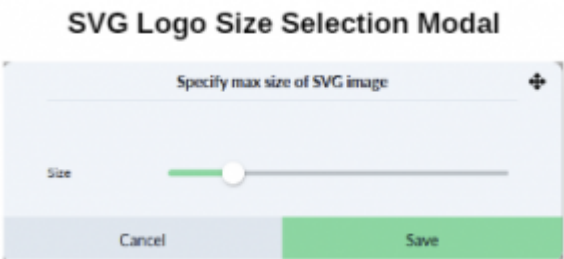 SVG Logo Size Selection Modal
Specify max size of SVG image
Size
Cancel
Save